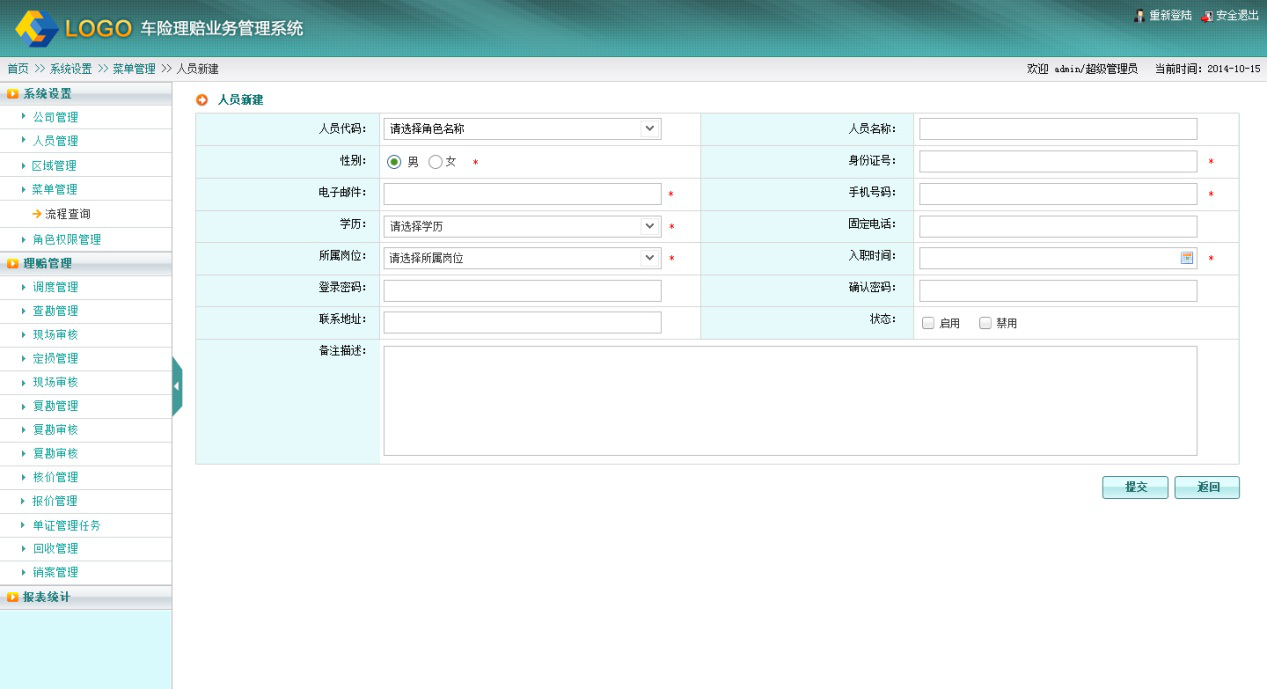 LOGO 车险理赔业务管理系统
重新登陆 安全退出
首页 >> 系统设置 >> 菜单管理 >> 人员新建
欢迎 admin/超级管理员 当前时间: 2014-10-15
系统设置
公司管理
人员管理
区域管理
菜单管理
流程查询
角色权限管理
理赔管理
调度管理
查勘管理
现场审核
定损管理
现场审核
复勘管理
复勘审核
复勘审核
核价管理
报价管理
单证管理任务
回收管理
销案管理
报表统计
人员新建
人员代码: 请选择角色名称 人员名称:
性别: 男 女 * 身份证号: *
电子邮件: * 手机号码: *
学历: 请选择学历 * 固定电话:
所属岗位: 请选择所属岗位 * 入职时间: *
登录密码: 确认密码:
联系地址: 状态: 启用 禁用
备注描述:
提交 返回